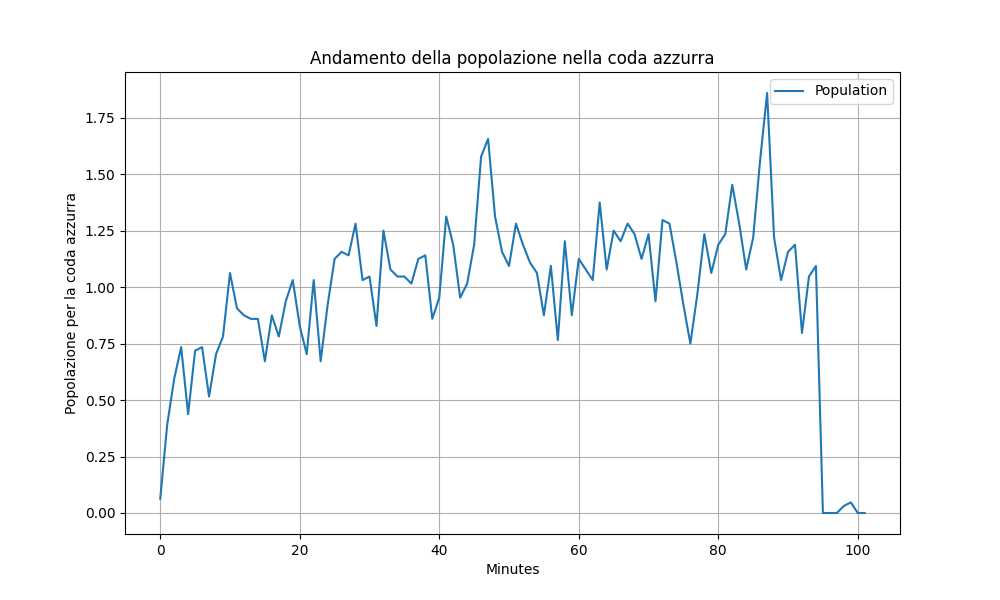 Andamento della popolazione nella coda azzurra
Population
Popolazione per la coda azzurra
1.75
1.50
1.25
1.00
0.75
0.50
0.25
0.00
0 20 40 60 80 100
Minutes